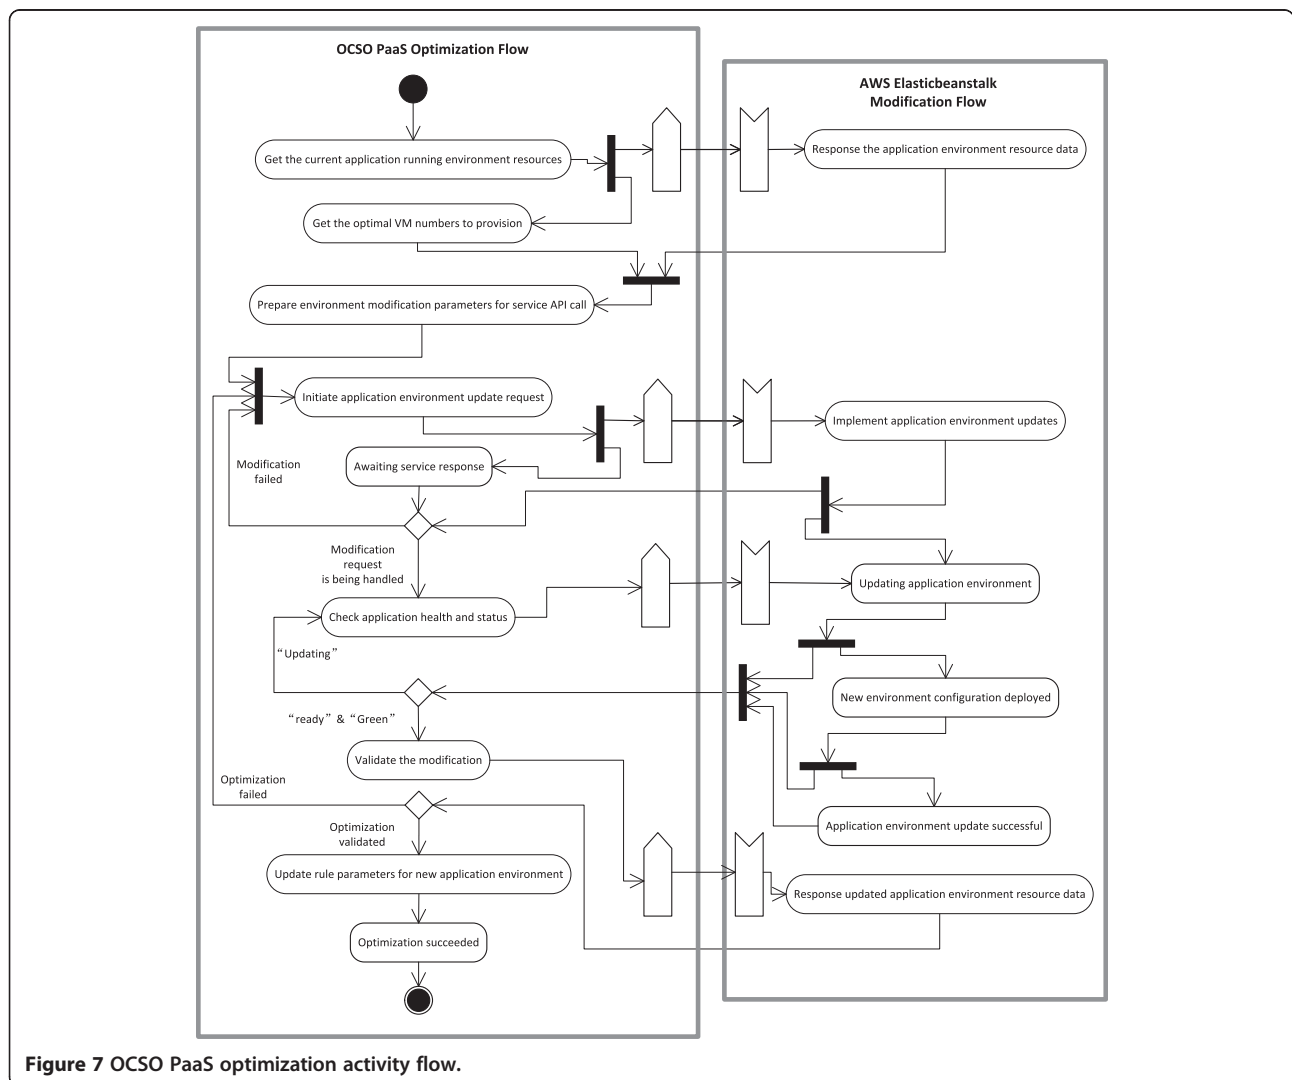 OCSO PaaS Optimization Flow
AWS Elasticbeanstalk
Modification Flow
Get the current application running environment resources
Response the application environment resource data
Get the optimal VM numbers to provision
Prepare environment modification parameters for service API call
Initiate application environment update request
Implement application environment updates
Modification
failed
Awaiting service response
Modification
request
is being handled
Updating application environment
Check application health and status
“Updating”
New environment configuration deployed
“ready” & “Green”
Validate the modification
Optimization
failed
Application environment update successful
Optimization
validated
Update rule parameters for new application environment
Response updated application environment resource data
Optimization succeeded
Figure 7 OCSO PaaS optimization activity flow.